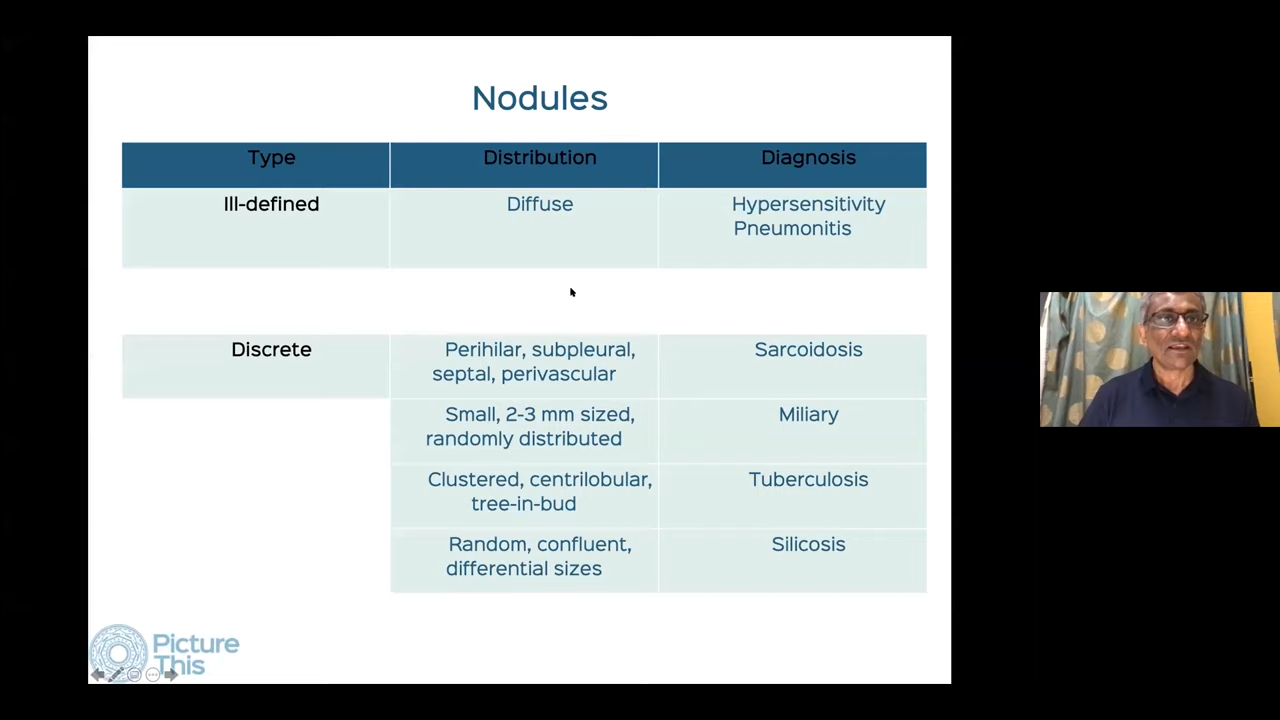 Nodules
Type Distribution Diagnosis
Ill-defined Diffuse Hypersensitivity
Pneumonitis
Discrete Perihilar, subpleural, Sarcoidosis
septal, perivascular
Small, 2-3 mm sized, Miliary
randomly distributed
Clustered, centrilobular, Tuberculosis
tree-in-bud
Random, confluent, Silicosis
differential sizes
Picture
This